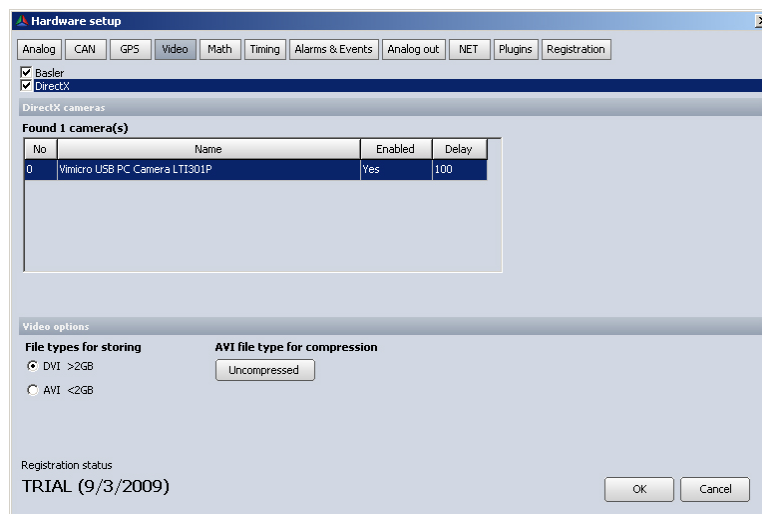 Hardware setup
Analog CAN GPS Video Math Timing Alarms & Events Analog out NET Plugins Registration
Basler
DirectX
DirectX cameras
Found 1 camera(s)
No Name Enabled Delay
0 Vimicro USB PC Camera LTI301P Yes 100
Video options
File types for storing AVI file type for compression
DVI >2GB Uncompressed
AVI <2GB
Registration status
TRIAL (9/3/2009)
OK Cancel